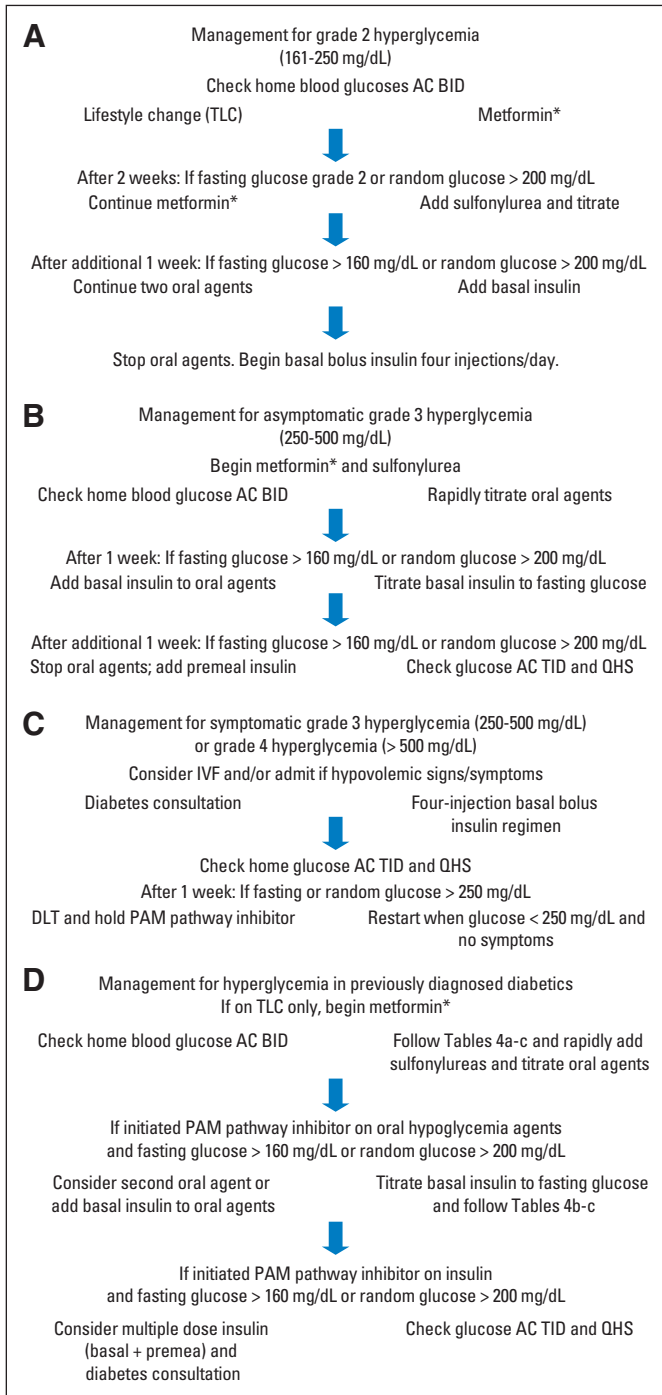 A
Management for grade 2 hyperglycemia
(161-250 mg/dL)
Check home blood glucoses AC BID
Lifestyle change (TLC) Metformin*
After 2 weeks: If fasting glucose grade 2 or random glucose > 200 mg/dL
Continue metformin* Add sulfonylurea and titrate
After additional 1 week: If fasting glucose > 160 mg/dL or random glucose > 200 mg/dL
Continue two oral agents Add basal insulin
Stop oral agents. Begin basal bolus insulin four injections/day.
B
Management for asymptomatic grade 3 hyperglycemia
(250-500 mg/dL)
Begin metformin* and sulfonylurea
Check home blood glucose AC BID Rapidly titrate oral agents
After 1 week: If fasting glucose > 160 mg/dL or random glucose > 200 mg/dL
Add basal insulin to oral agents Titrate basal insulin to fasting glucose
After additional 1 week: If fasting glucose > 160 mg/dL or random glucose > 200 mg/dL
Stop oral agents; add premeal insulin Check glucose AC TID and QHS
C
Management for symptomatic grade 3 hyperglycemia (250-500 mg/dL)
or grade 4 hyperglycemia (> 500 mg/dL)
Consider IVF and/or admit if hypovolemic signs/symptoms
Diabetes consultation Four-injection basal bolus
insulin regimen
Check home glucose AC TID and QHS
After 1 week: If fasting or random glucose > 250 mg/dL
DLT and hold PAM pathway inhibitor Restart when glucose < 250 mg/dL and
no symptoms
D
Management for hyperglycemia in previously diagnosed diabetics
If on TLC only, begin metformin*
Check home blood glucose AC BID Follow Tables 4a-c and rapidly add
sulfonylureas and titrate oral agents
If initiated PAM pathway inhibitor on oral hypoglycemia agents
and fasting glucose > 160 mg/dL or random glucose > 200 mg/dL
Consider second oral agent or Titrate basal insulin to fasting glucose
add basal insulin to oral agents and follow Tables 4b-c
If initiated PAM pathway inhibitor on insulin
and fasting glucose > 160 mg/dL or random glucose > 200 mg/dL
Consider multiple dose insulin Check glucose AC TID and QHS
(basal + premea) and
diabetes consultation